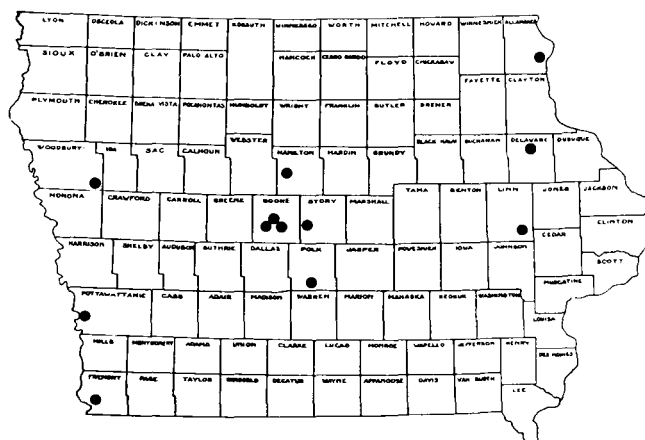 LYON OSCEOLA DICKINSON EMMET KOSSUTH WINNEBAGO WORTH MITCHELL HOWARD WINNESHIEK ALLAMAKEE
SIOUX O'BRIEN CLAY PALO ALTO HANCOCK CERRO GORDO FLOYD CHICKASAW
FAYETTE CLAYTON
PLYMOUTH CHEROKEE BUENA VISTA POCAHONTAS HUMBOLDT WRIGHT FRANKLIN BUTLER BREMER
WOODBURY IDA SAC CALHOUN WEBSTER HAMILTON HARDIN GRUNDY BLACK HAWK BUCHANAN DELAWARE DUBUQUE
MONONA CRAWFORD CARROLL GREENE BOONE STORY MARSHALL TAMA BENTON LINN JONES JACKSON
CLINTON
HARRISON SHELBY AUDUBON GUTHRIE DALLAS POLK JASPER POWESHIEK IOWA JOHNSON CEDAR
SCOTT
MUSCATINE
POTTAWATTAMIE CASS ADAIR MADISON WARREN MARION MAHASKA KEOKUK WASHINGTON
LOUISA
MILLS MONTGOMERY ADAMS UNION CLARKE LUCAS MONROE WAPELLO JEFFERSON HENRY
DES MOINES
FREMONT PAGE TAYLOR RINGGOLD DECATUR WAYNE APPANOOSE DAVIS VAN BUREN
LEE